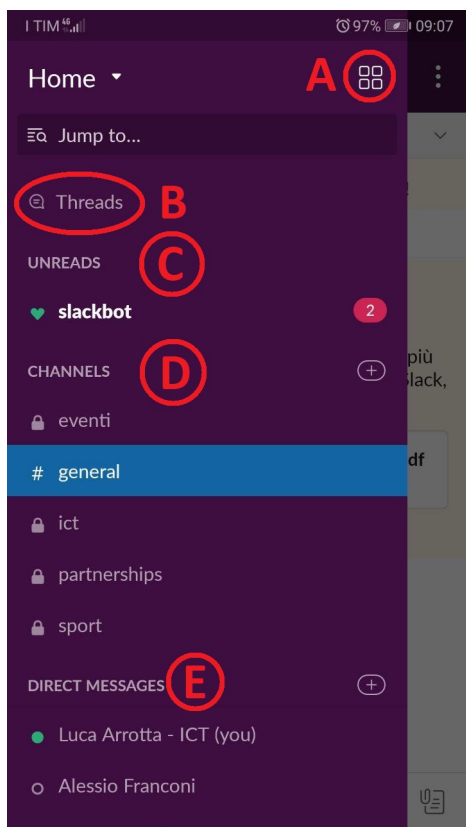 I TIM 4G 97% 09:07
Home A
Jump to...
Threads B
UNREADS C
slackbot 2
CHANNELS D
più
eventi
Slack,
# general
df
ict
partnerships
sport
DIRECT MESSAGES E
Luca Arrotta - ICT (you)
Alessio Franconi